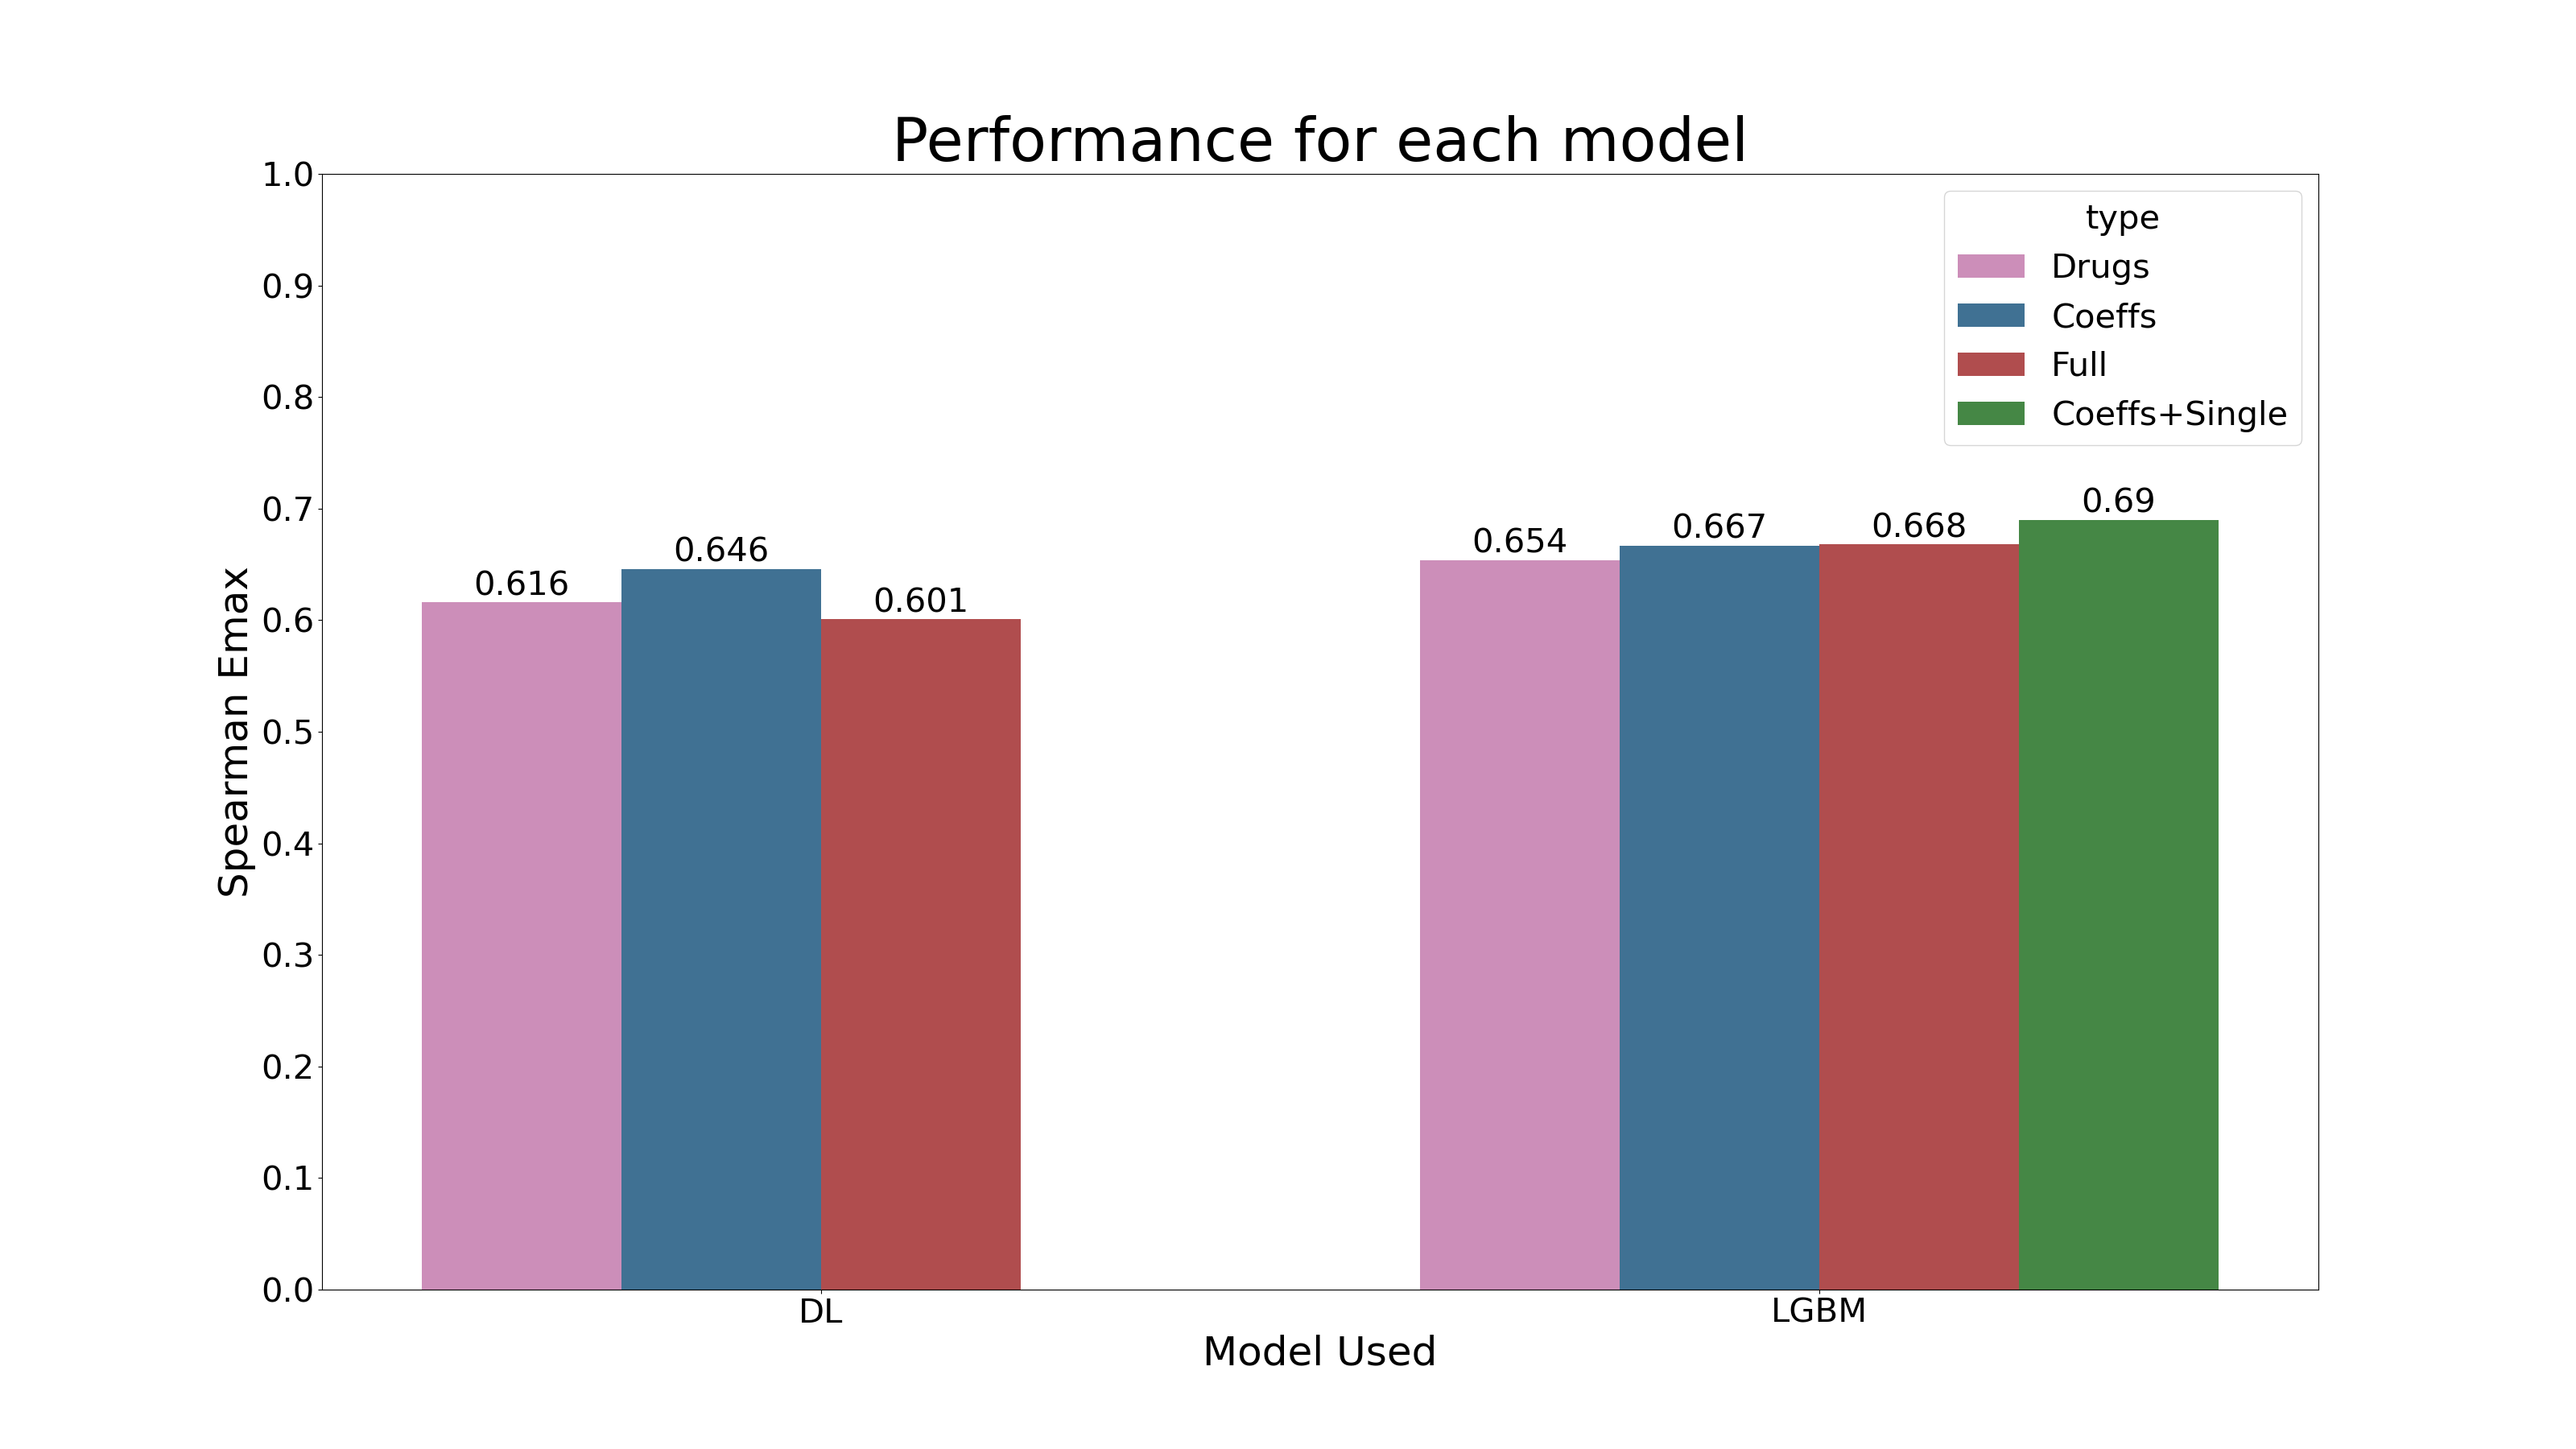 Performance for each model
1.0
0.9
0.8
0.7
0.6
0.5
0.4
0.3
0.2
0.1
0.0
Spearman Emax
type
Drugs
Coeffs
Full
Coeffs+Single
0.616
0.646
0.601
0.654
0.667
0.668
0.69
DL
LGBM
Model Used